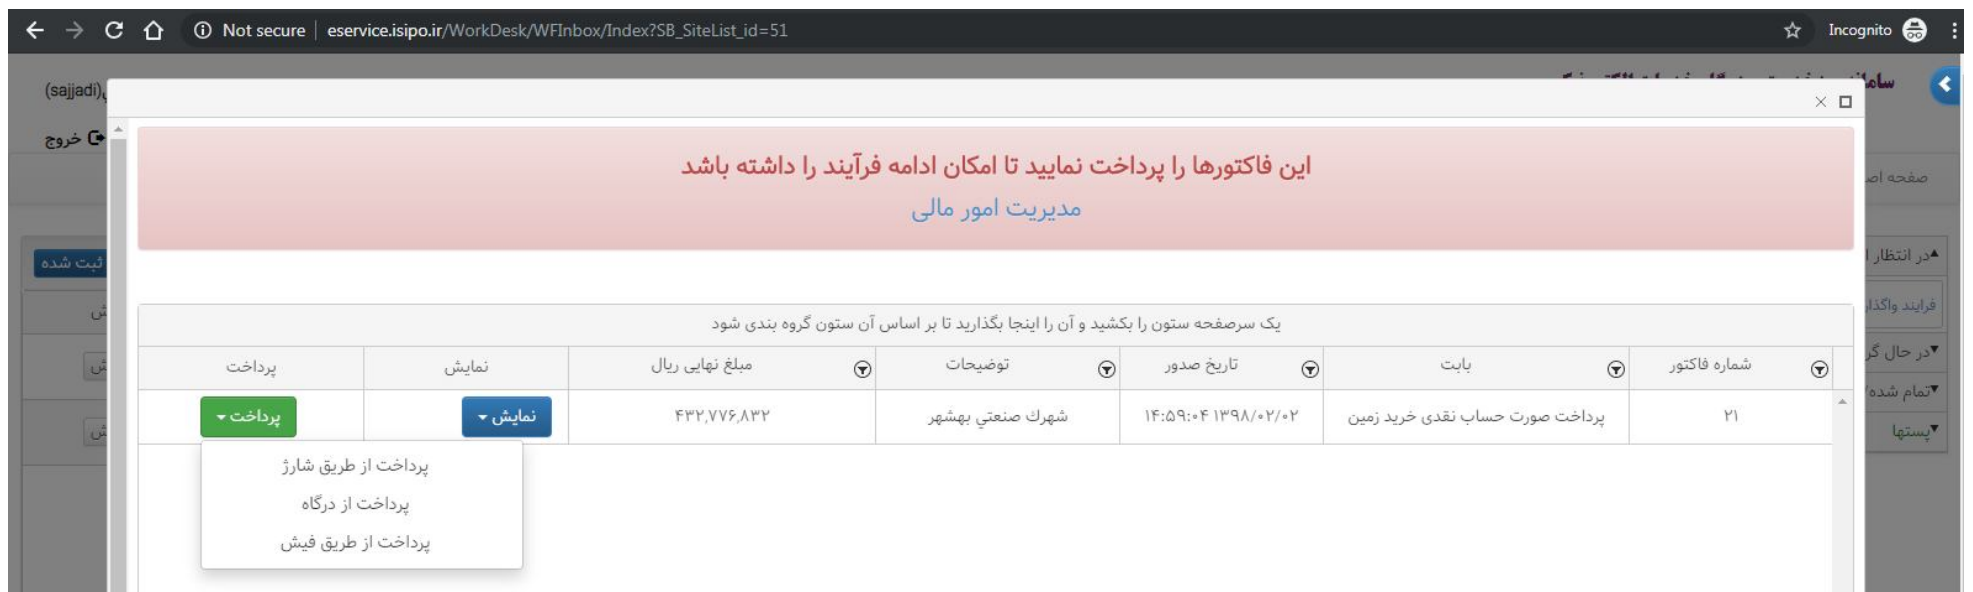 Not secure | eservice.isipo.ir/WorkDesk/WFInbox/Index?SB_SiteList_id=51 Incognito
(sajjadi)
خروج
این فاکتورها را پرداخت نمایید تا امکان ادامه فرآیند را داشته باشد
مدیریت امور مالی
صفحه
ثبت شده
در انتظار
یک سرصفحه ستون را بکشید و آن را اینجا بگذارید تا بر اساس آن ستون گروه بندی شود
فرایند
شماره فاکتور بابت تاریخ صدور توضیحات مبلغ نهایی ریال نمایش پرداخت
در حال
تمام شده
۲۱ پرداخت صورت حساب نقدی خرید زمین ۱۳۹۸/۰۲/۰۲ ۱۴:۵۹:۰۴ شهرك صنعتي بهشهر ۴۳۲,۷۷۶,۸۳۲ نمایش پرداخت
پستها
پرداخت از طریق شارژ
پرداخت از درگاه
پرداخت از طریق فیش